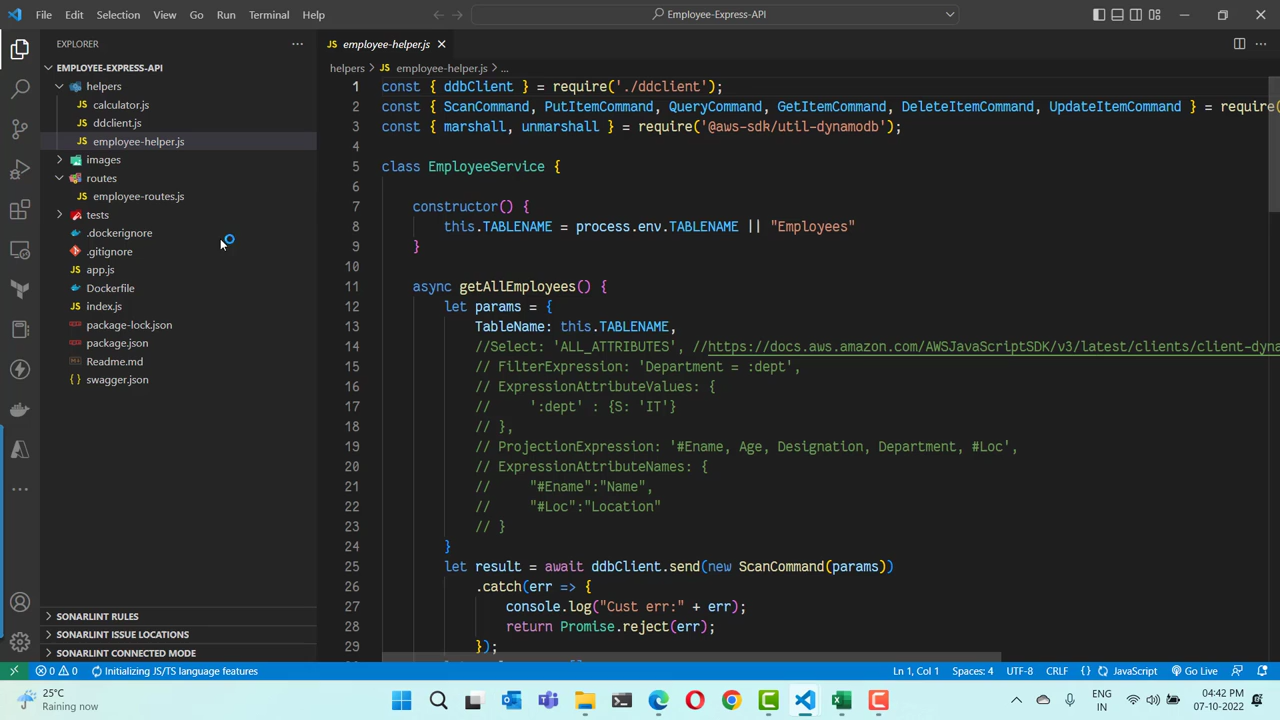 File Edit Selection View Go Run Terminal Help
Employee-Express-API
EXPLORER
EMPLOYEE-EXPRESS-API
helpers
calculator.js
ddclient.js
employee-helper.js
images
routes
employee-routes.js
tests
.dockerignore
.gitignore
app.js
Dockerfile
index.js
package-lock.json
package.json
Readme.md
swagger.json
SONARLINT RULES
SONARLINT ISSUE LOCATIONS
SONARLINT CONNECTED MODE
JS employee-helper.js
helpers > JS employee-helper.js > ...
1 const { ddbClient } = require('./ddclient');
2 const { ScanCommand, PutItemCommand, QueryCommand, GetItemCommand, DeleteItemCommand, UpdateItemCommand } = require(
3 const { marshall, unmarshall } = require('@aws-sdk/util-dynamodb');
4
5 class EmployeeService {
6
7 constructor() {
8 this.TABLENAME = process.env.TABLENAME || "Employees"
9 }
10
11 async getAllEmployees() {
12 let params = {
13 TableName: this.TABLENAME,
14 //Select: 'ALL_ATTRIBUTES', //https://docs.aws.amazon.com/AWSJavaScriptSDK/v3/latest/clients/client-dyna
15 // FilterExpression: 'Department = :dept',
16 // ExpressionAttributeValues: {
17 // ':dept' : {S: 'IT'}
18 // },
19 // ProjectionExpression: '#Ename, Age, Designation, Department, #Loc',
20 // ExpressionAttributeNames: {
21 // "#Ename":"Name",
22 // "#Loc":"Location"
23 // }
24 }
25 let result = await ddbClient.send(new ScanCommand(params))
26 .catch(err => {
27 console.log("Cust err:" + err);
28 return Promise.reject(err);
29 });
0 0 Initializing JS/TS language features Ln 1, Col 1 Spaces: 4 UTF-8 CRLF JavaScript Go Live
25°C
Raining now
ENG
IN
04:42 PM
07-10-2022